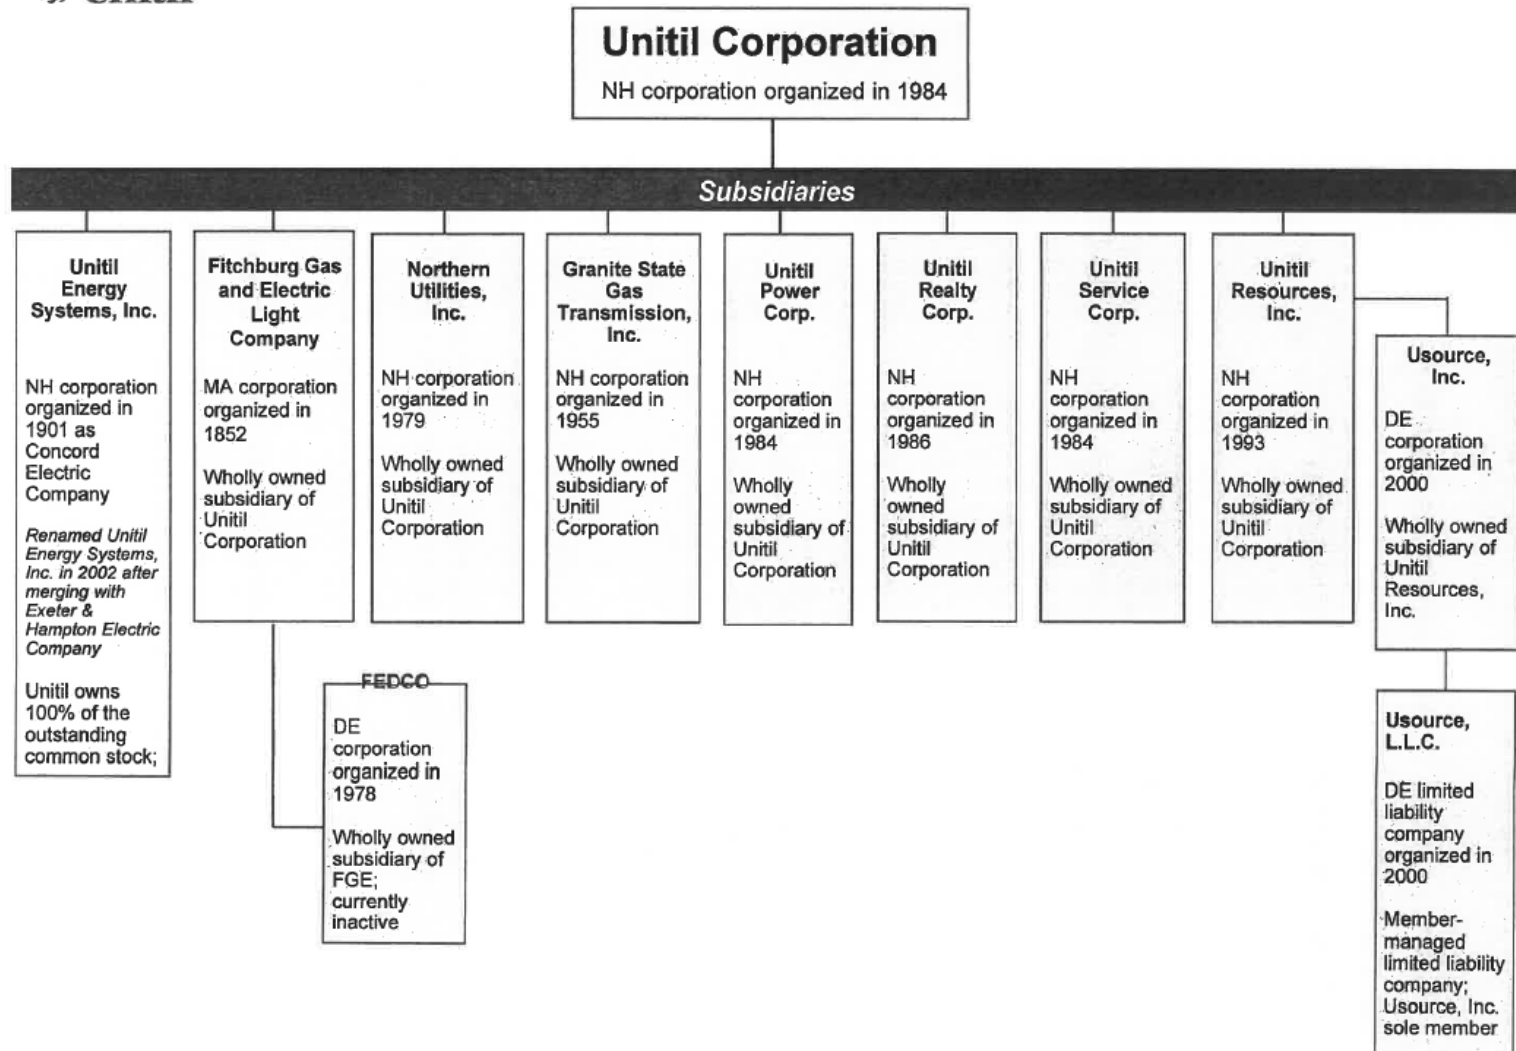 Unitil Corporation
NH corporation organized in 1984
Subsidiaries
Unitil
Energy
Systems, Inc.
NH corporation
organized in
1901 as
Concord
Electric
Company
Renamed Unitil
Energy Systems,
Inc. in 2002 after
merging with
Exeter &
Hampton Electric
Company
Unitil owns
100% of the
outstanding
common stock;
Fitchburg Gas
and Electric
Light
Company
MA corporation
organized in
1852
Wholly owned
subsidiary of
Unitil
Corporation
FEDCO
DE
corporation
organized in
1978
Wholly owned
subsidiary of
FGE;
currently
inactive
Northern
Utilities,
Inc.
NH corporation
organized in
1979
Wholly owned
subsidiary of
Unitil
Corporation
Granite State
Gas
Transmission,
Inc.
NH corporation
organized in
1955
Wholly owned
subsidiary of
Unitil
Corporation
Unitil
Power
Corp.
NH
corporation
organized in
1984
Wholly
owned
subsidiary of
Unitil
Corporation
Unitil
Realty
Corp.
NH
corporation
organized in
1986
Wholly
owned
subsidiary of
Unitil
Corporation
Unitil
Service
Corp.
NH
corporation
organized in
1984
Wholly owned
subsidiary of
Unitil
Corporation
Unitil
Resources,
Inc.
NH
corporation
organized in
1993
Wholly owned
subsidiary of
Unitil
Corporation
Usource,
Inc.
DE
corporation
organized in
2000
Wholly owned
subsidiary of
Unitil
Resources,
Inc.
Usource,
L.L.C.
DE limited
liability
company
organized in
2000
Member-
managed
limited liability
company;
Usource, Inc.
sole member